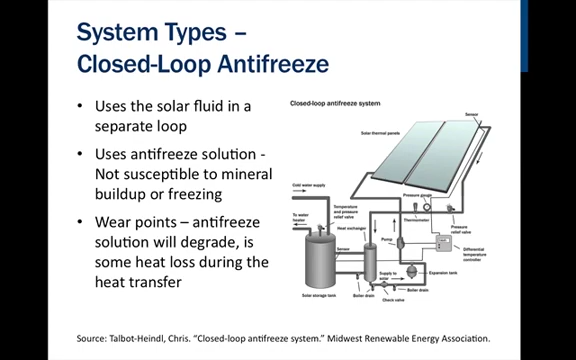 System Types –
Closed-Loop Antifreeze
• Uses the solar fluid in a
separate loop
• Uses antifreeze solution -
Not susceptible to mineral
buildup or freezing
• Wear points – antifreeze
solution will degrade, is
some heat loss during the
heat transfer
Closed-loop antifreeze system
Sensor
Solar thermal panels
Cold water supply
Pressure gauge
Temperature
and pressure
relief valve
To water
heater
Thermometer
Pressure
relief
valve
Heat exchanger
Pump
Sensor
Differential
temperature
controller
Supply to
solar
Expansion tank
Boiler drain
Solar storage tank
Boiler drain
Check valve
Source: Talbot-Heindl, Chris. “Closed-loop antifreeze system.” Midwest Renewable Energy Association.